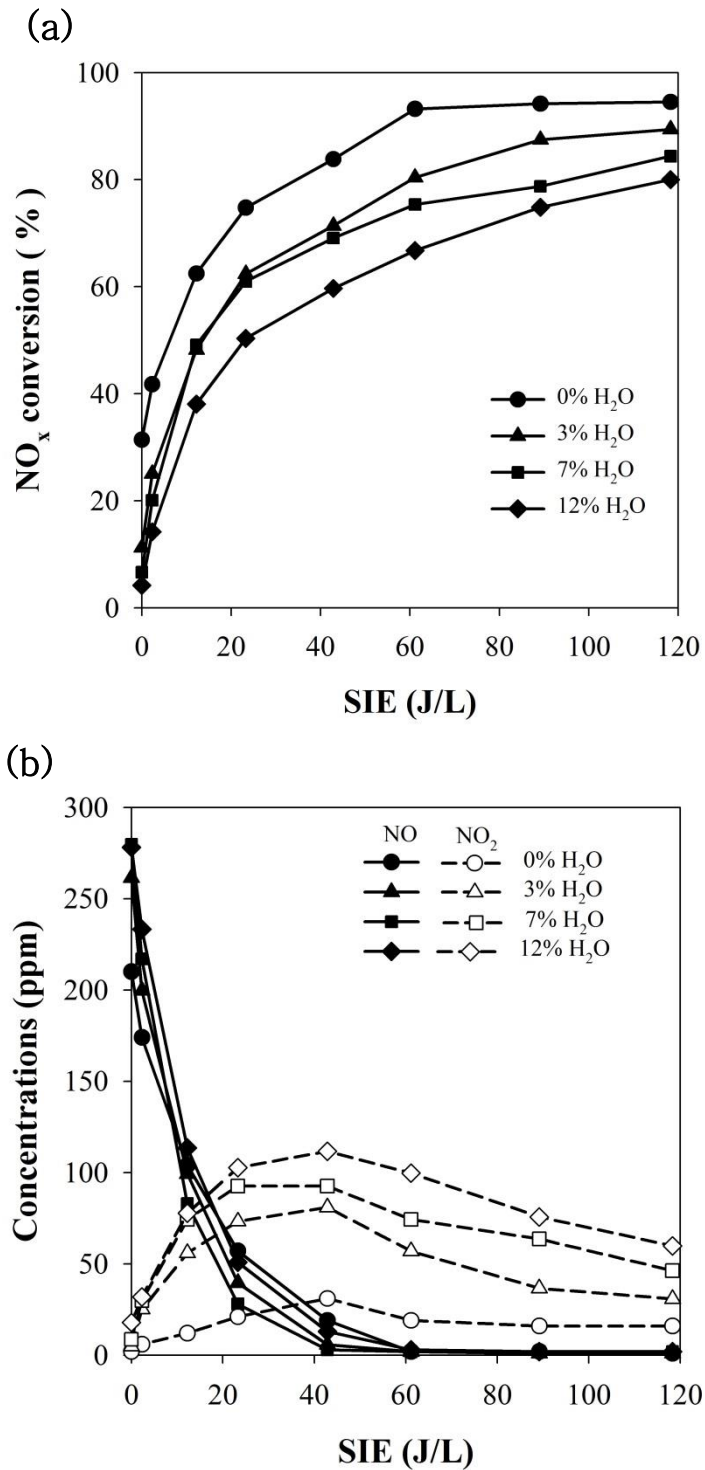 (a)
100
80
60
40
20
0
NOₓ conversion ( % )
0% H₂O
3% H₂O
7% H₂O
12% H₂O
0 20 40 60 80 100 120
SIE (J/L)
(b)
300
250
200
150
100
50
0
Concentrations (ppm)
NO NO₂
0% H₂O
3% H₂O
7% H₂O
12% H₂O
0 20 40 60 80 100 120
SIE (J/L)